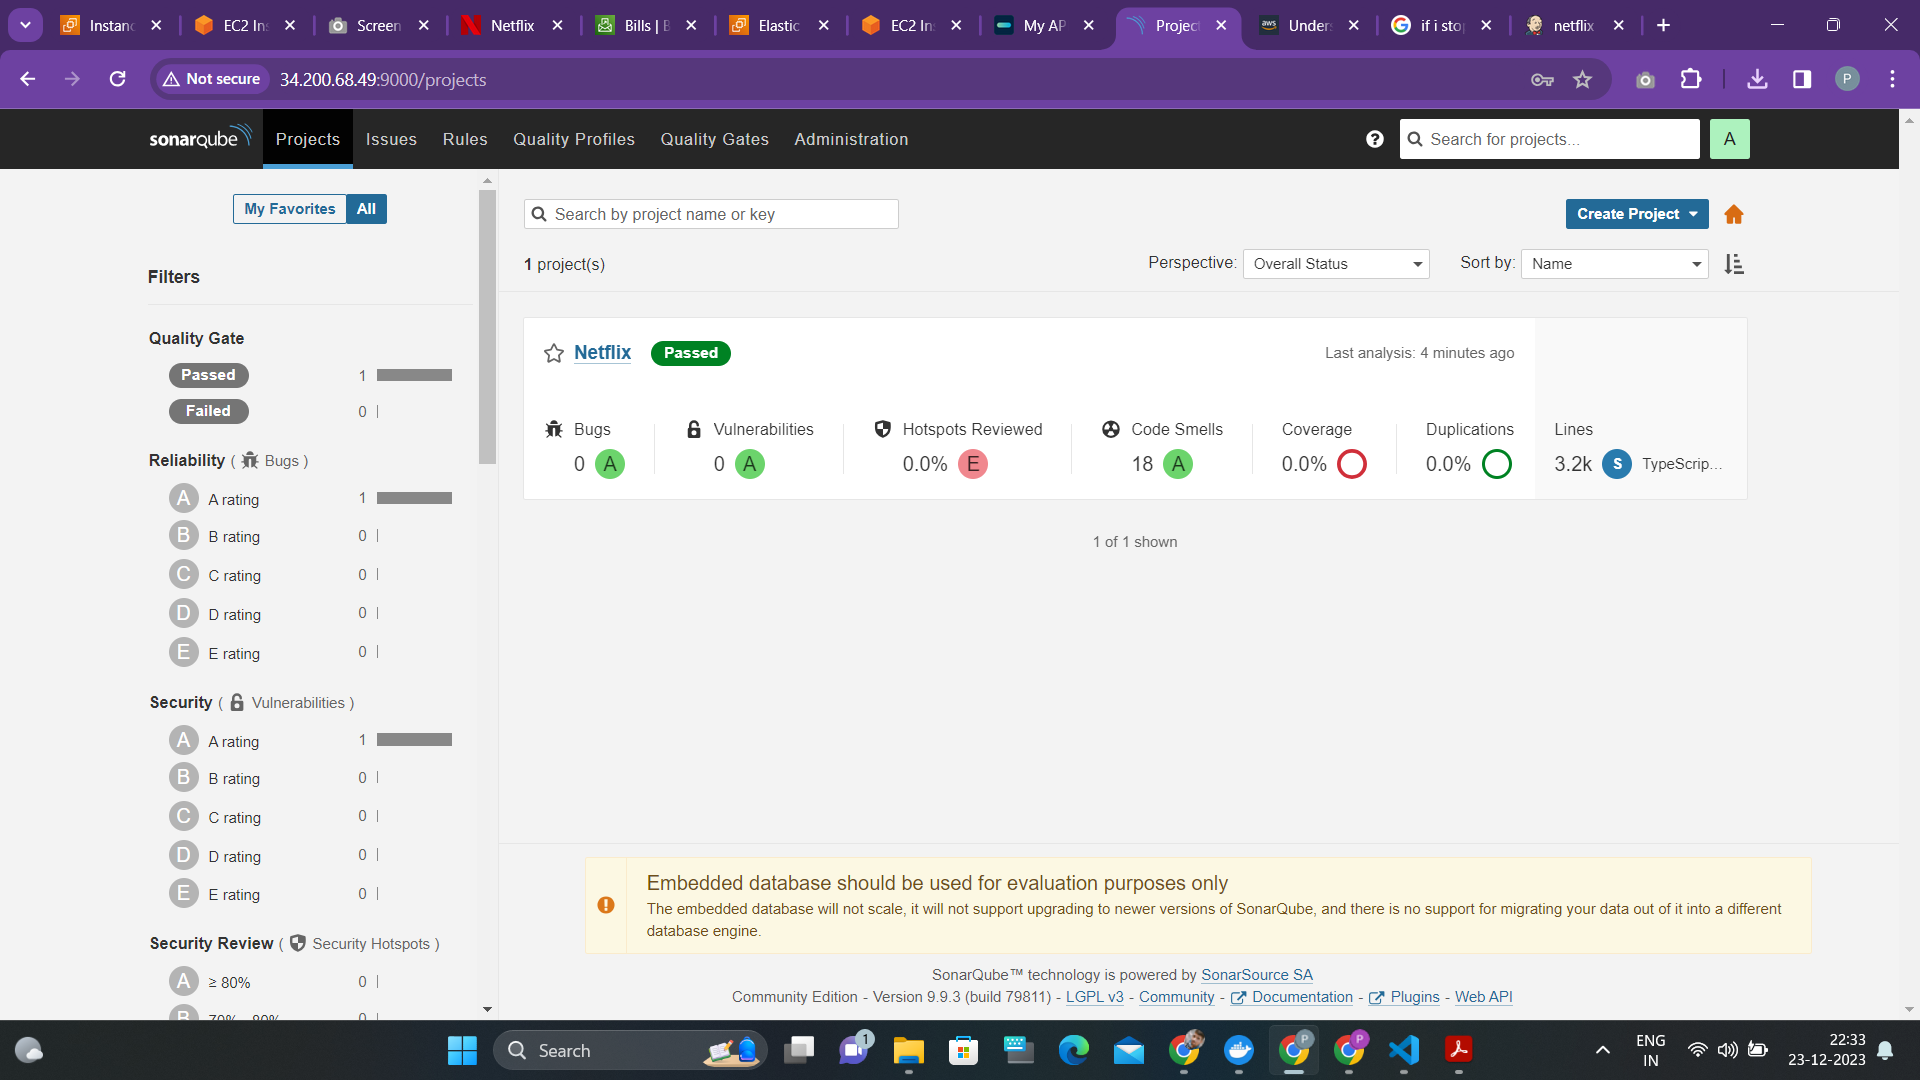 Instanc
EC2 Ins
Screen
Netflix
Bills | B
Elastic
EC2 In
My AP
Project
Unders
if i stop
netflix
Not secure
34.200.68.49:9000/projects
P
sonarqube
Projects
Issues
Rules
Quality Profiles
Quality Gates
Administration
Search for projects...
A
My Favorites
All
Search by project name or key
Create Project
1 project(s)
Perspective:
Overall Status
Sort by:
Name
Filters
Quality Gate
Passed 1
Failed 0
Reliability ( Bugs )
A A rating 1
B B rating 0
C C rating 0
D D rating 0
E E rating 0
Security ( Vulnerabilities )
A A rating 1
B B rating 0
C C rating 0
D D rating 0
E E rating 0
Security Review ( Security Hotspots )
A ≥ 80% 0
B 70% - 80% 0
Netflix
Passed
Last analysis: 4 minutes ago
Bugs
0 A
Vulnerabilities
0 A
Hotspots Reviewed
0.0% E
Code Smells
18 A
Coverage
0.0%
Duplications
0.0%
Lines
3.2k S TypeScrip...
1 of 1 shown
Embedded database should be used for evaluation purposes only
The embedded database will not scale, it will not support upgrading to newer versions of SonarQube, and there is no support for migrating your data out of it into a different
database engine.
SonarQube™ technology is powered by SonarSource SA
Community Edition - Version 9.9.3 (build 79811) - LGPL v3 - Community - Documentation - Plugins - Web API
Search
1
P
P
ENG
IN
22:33
23-12-2023